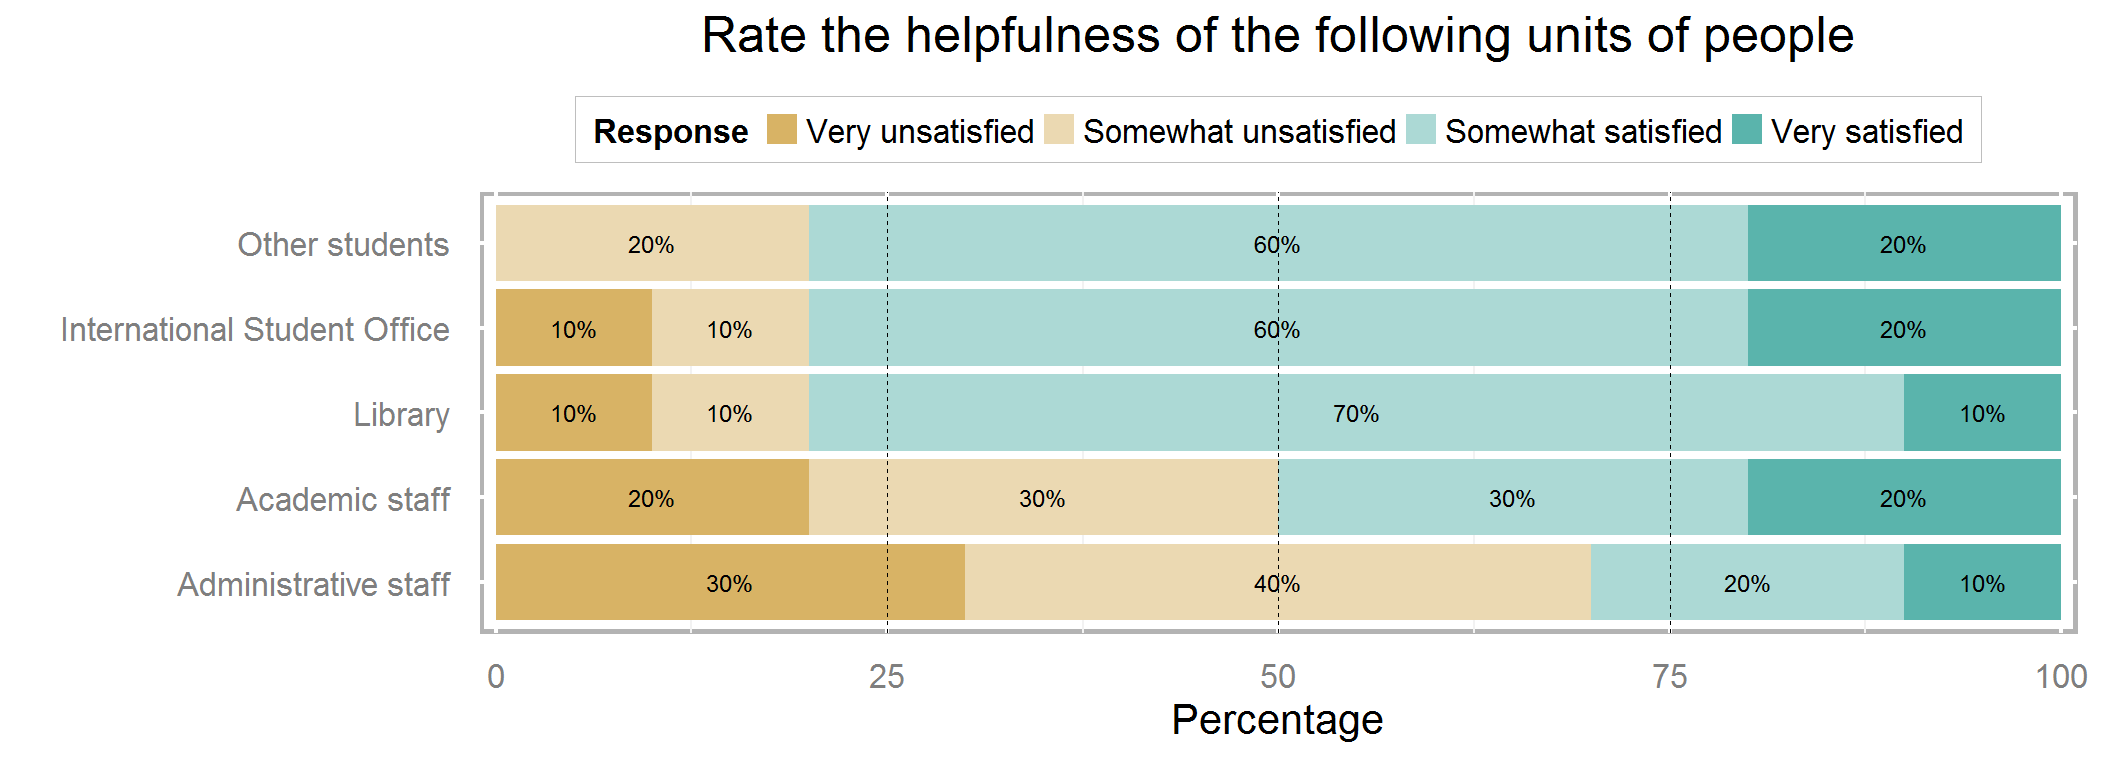 Rate the helpfulness of the following units of people
Response Very unsatisfied Somewhat unsatisfied Somewhat satisfied Very satisfied
Other students 20% 60% 20%
International Student Office 10% 10% 60% 20%
Library 10% 10% 70% 10%
Academic staff 20% 30% 30% 20%
Administrative staff 30% 40% 20% 10%
0 25 50 75 100
Percentage